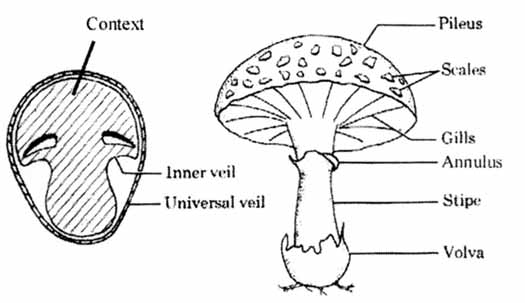 Context
Inner veil
Universal veil
Pileus
Scales
Gills
Annulus
Stipe
Volva